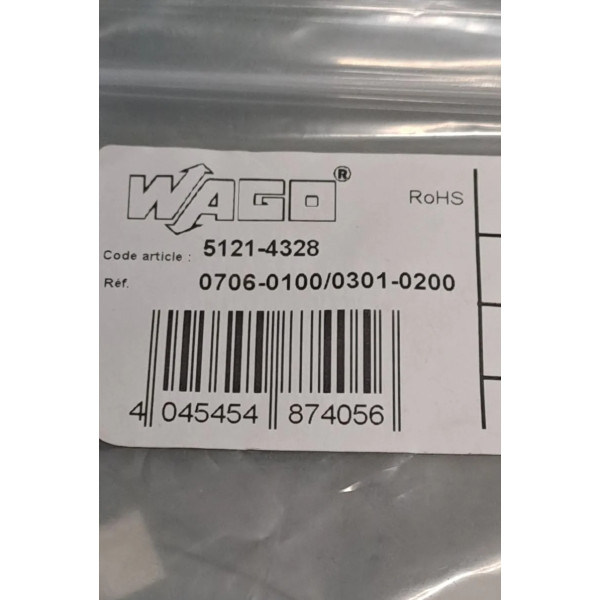 WAGO®
RoHS
Code article : 5121-4328
Réf. 0706-0100/0301-0200
4 045454 874056